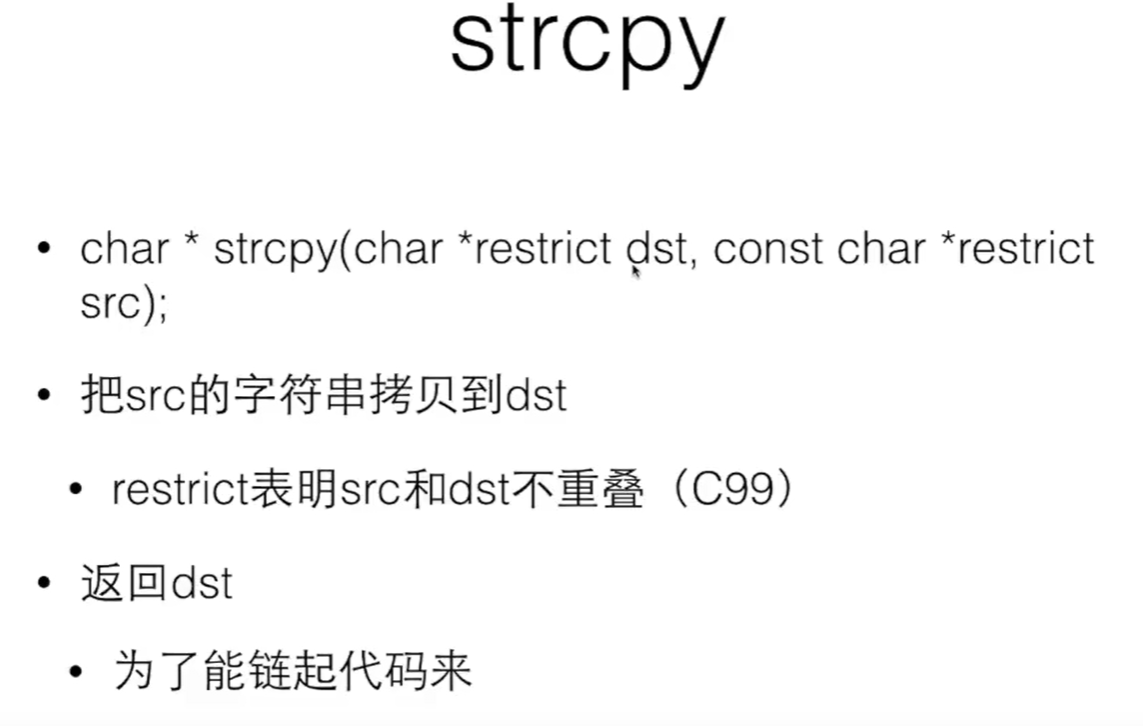 strcpy
• char * strcpy(char *restrict dst, const char *restrict
src);
• 把src的字符串拷贝到dst
• restrict表明src和dst不重叠（C99）
• 返回dst
• 为了能链起代码来